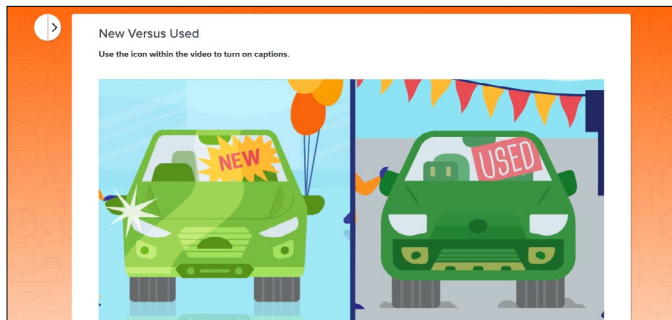 New Versus Used
Use the icon within the video to turn on captions.
NEW
USED